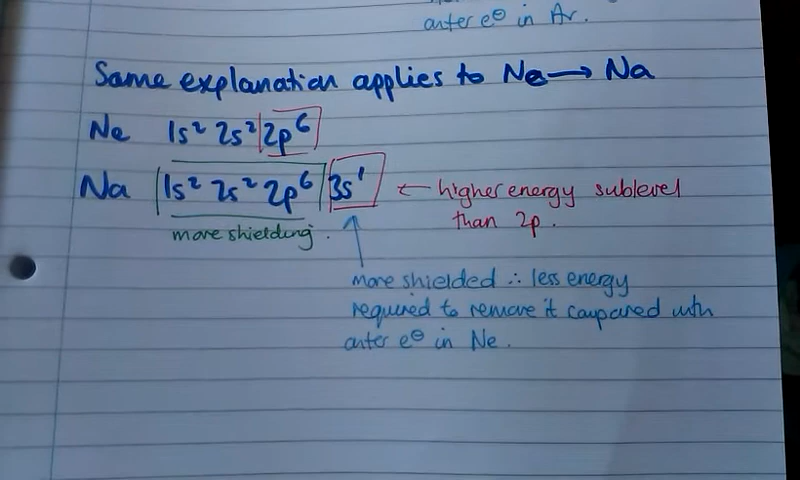 outer e⊖ in Ar.
Same explanation applies to Ne → Na
Ne 1s² 2s² 2p⁶
Na 1s² 2s² 2p⁶ 3s¹ ← higher energy sublevel
than 2p.
more shielding.
More shielded ∴ less energy
required to remove it compared with
outer e⊖ in Ne.